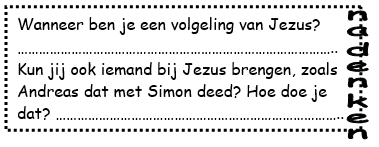 Wanneer ben je een volgeling van Jezus?
………………………………………………………………………..
Kun jij ook iemand bij Jezus brengen, zoals
Andreas dat met Simon deed? Hoe doe je
dat? ………………………………………………………………..
nadenken